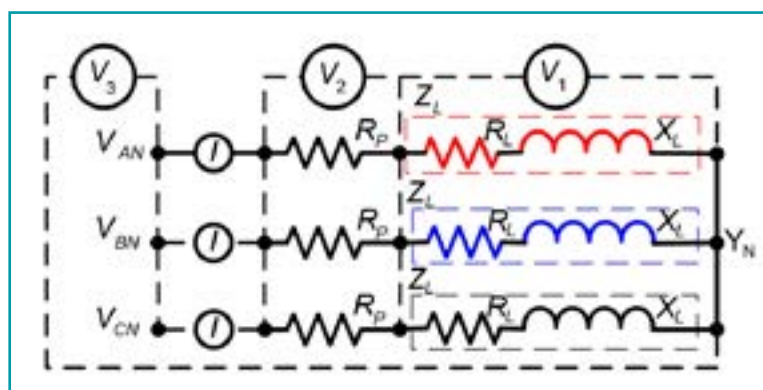 V3 V2 V1
ZL
VAN I RP RL XL
ZL
VBN I RP RL XL YN
ZL
VCN I RP RL XL